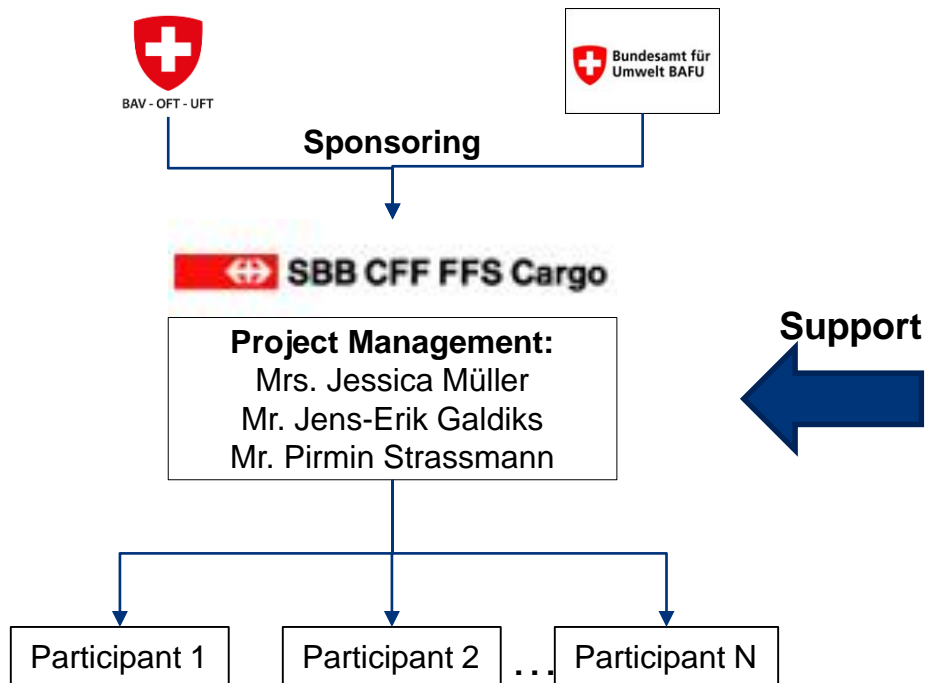 BAV - OFT - UFT
Bundesamt für
Umwelt BAFU
Sponsoring
SBB CFF FFS Cargo
Support
Project Management:
Mrs. Jessica Müller
Mr. Jens-Erik Galdiks
Mr. Pirmin Strassmann
Participant 1
Participant 2
...
Participant N